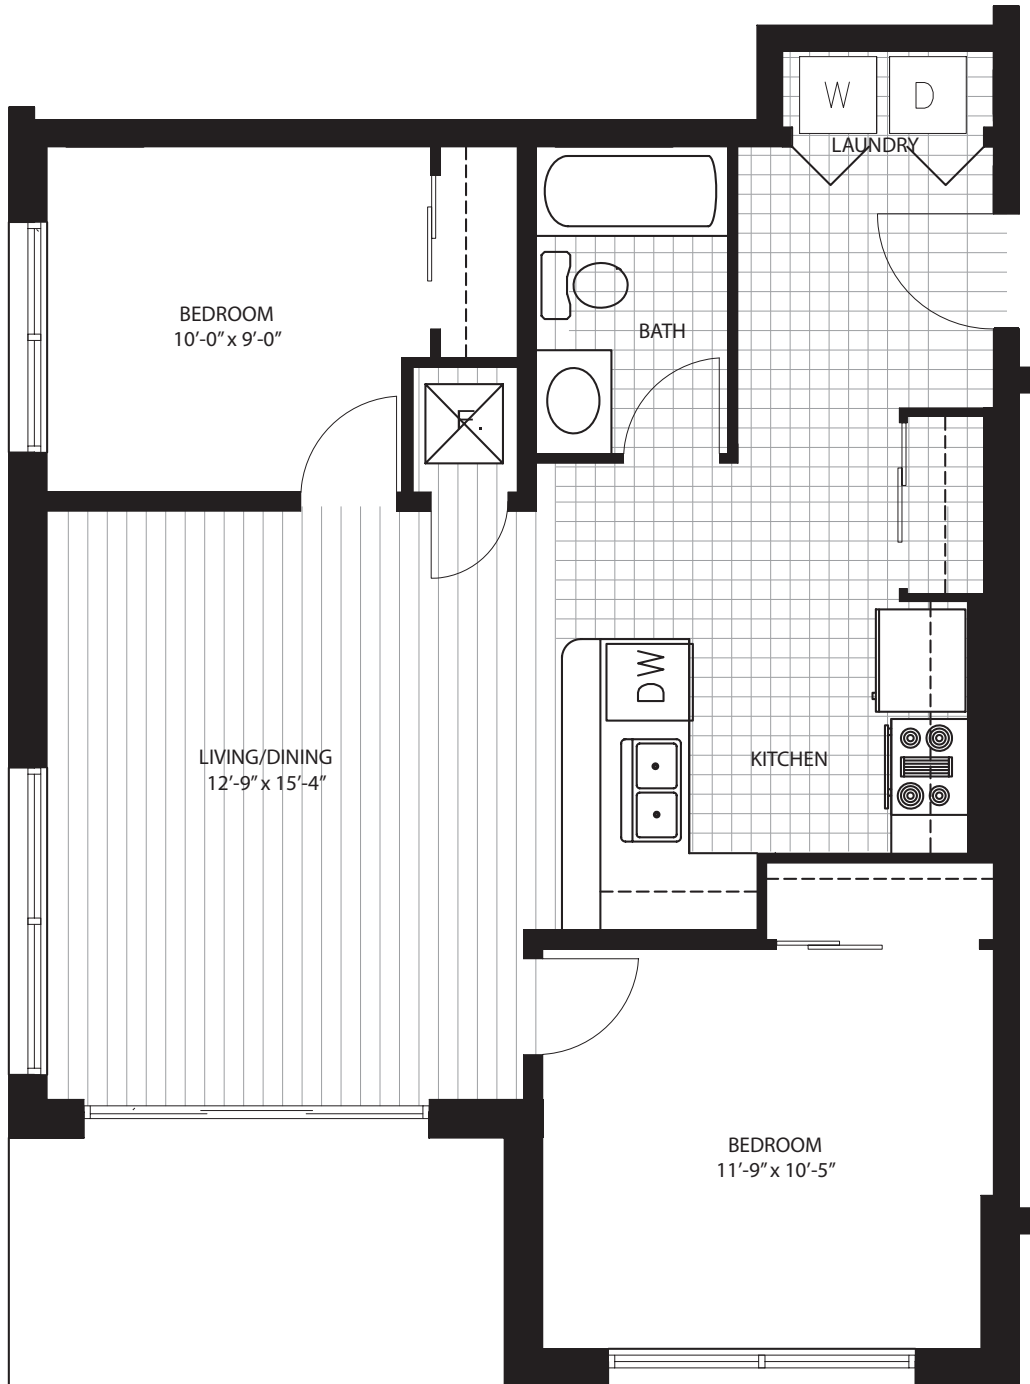 W
D
LAUNDRY
BEDROOM
10’-0” x 9’-0”
BATH
F.
DW
LIVING/DINING
12’-9” x 15’-4”
KITCHEN
BEDROOM
11’-9” x 10’-5”